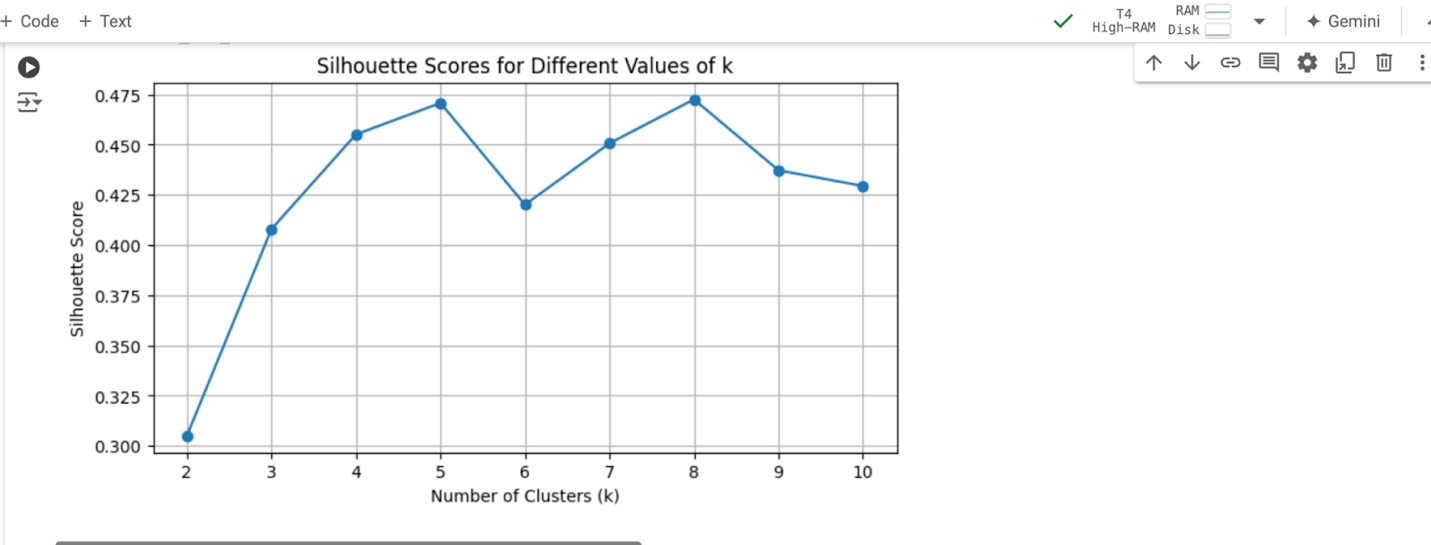 + Code + Text
T4
High-RAM
RAM
Disk
Gemini
Silhouette Scores for Different Values of k
0.475
0.450
0.425
0.400
0.375
0.350
0.325
0.300
Silhouette Score
2 3 4 5 6 7 8 9 10
Number of Clusters (k)